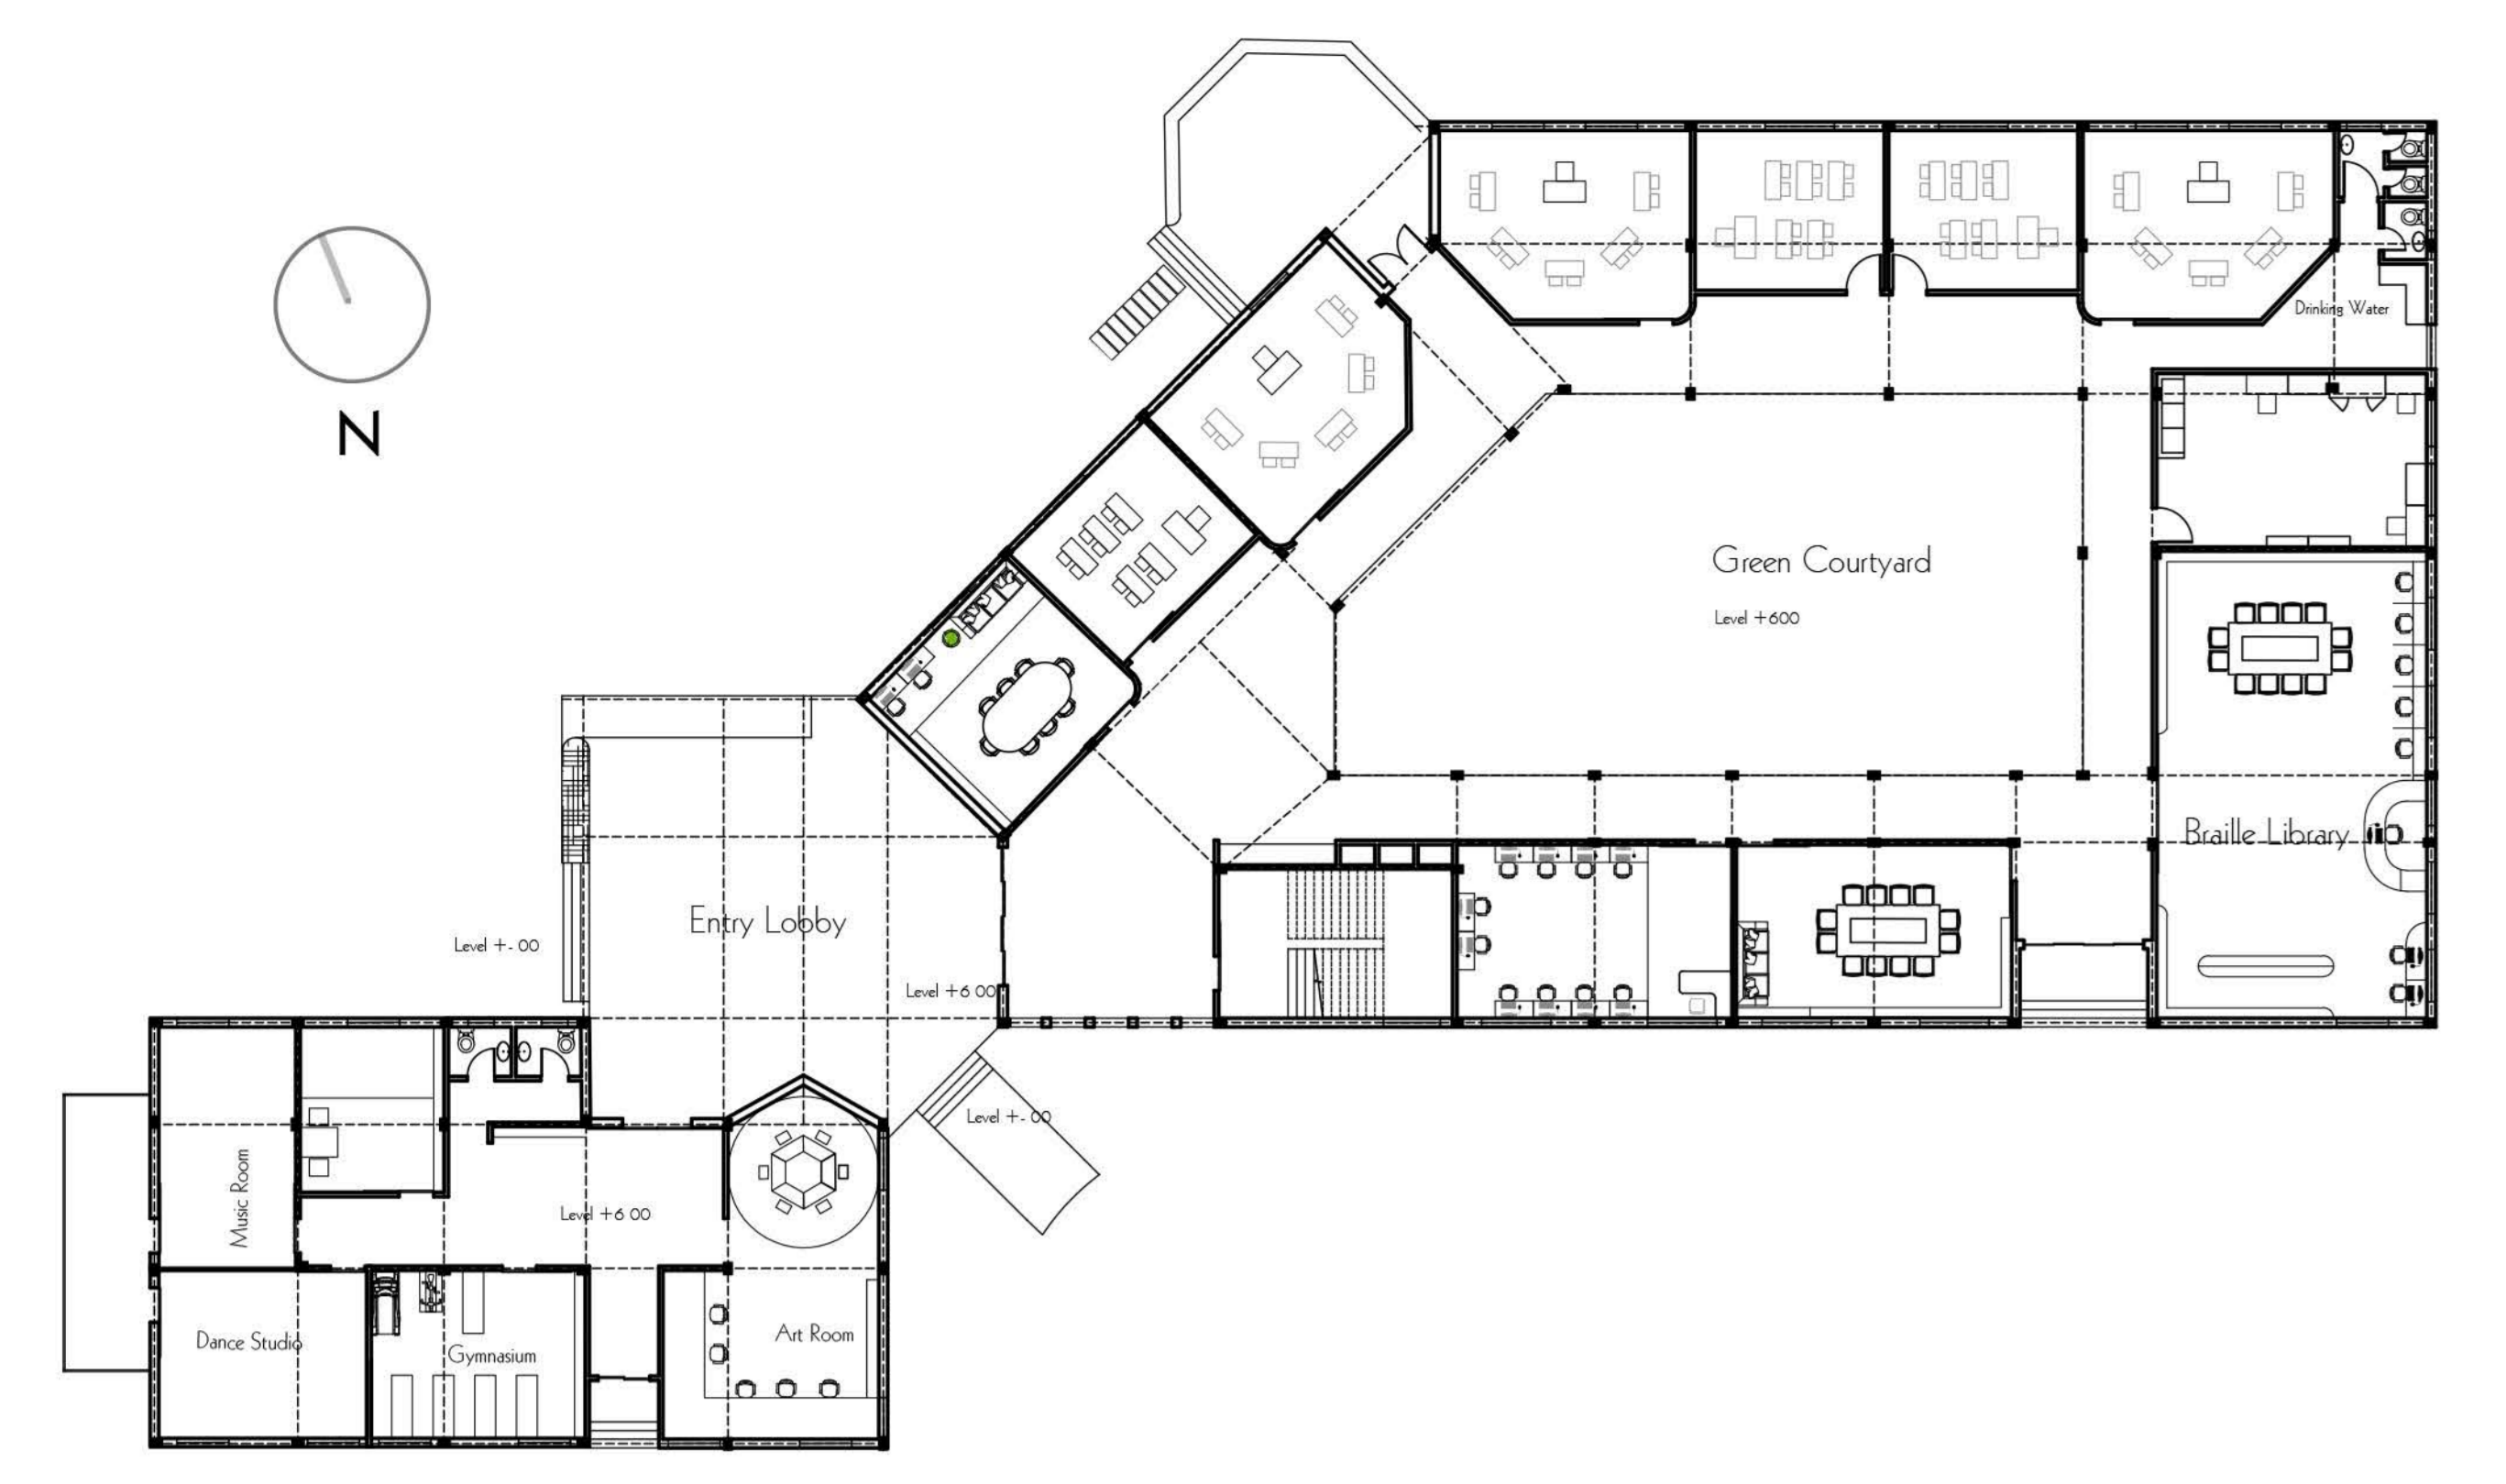 Drinking Water
N
Green Courtyard
Level +600
Braille Library
Entry Lobby
Level +- 00
Level +6 00
Level +- 00
Music Room
Level +6 00
Dance Studio
Gymnasium
Art Room